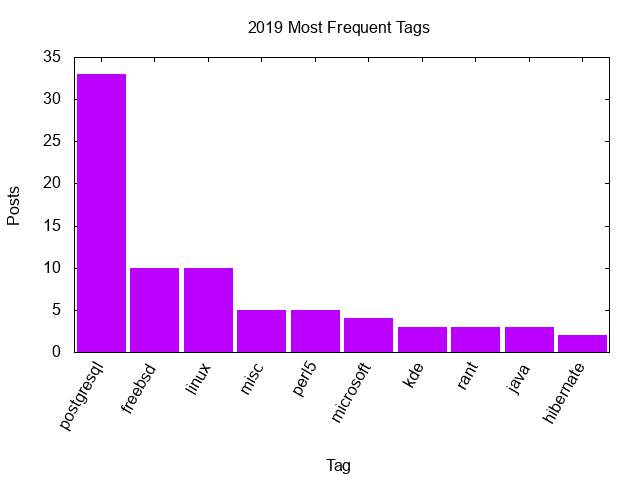 2019 Most Frequent Tags
35
30
25
20
15
10
5
0
Posts
postgresql
freebsd
linux
misc
perl5
microsoft
kde
rant
java
hibernate
Tag